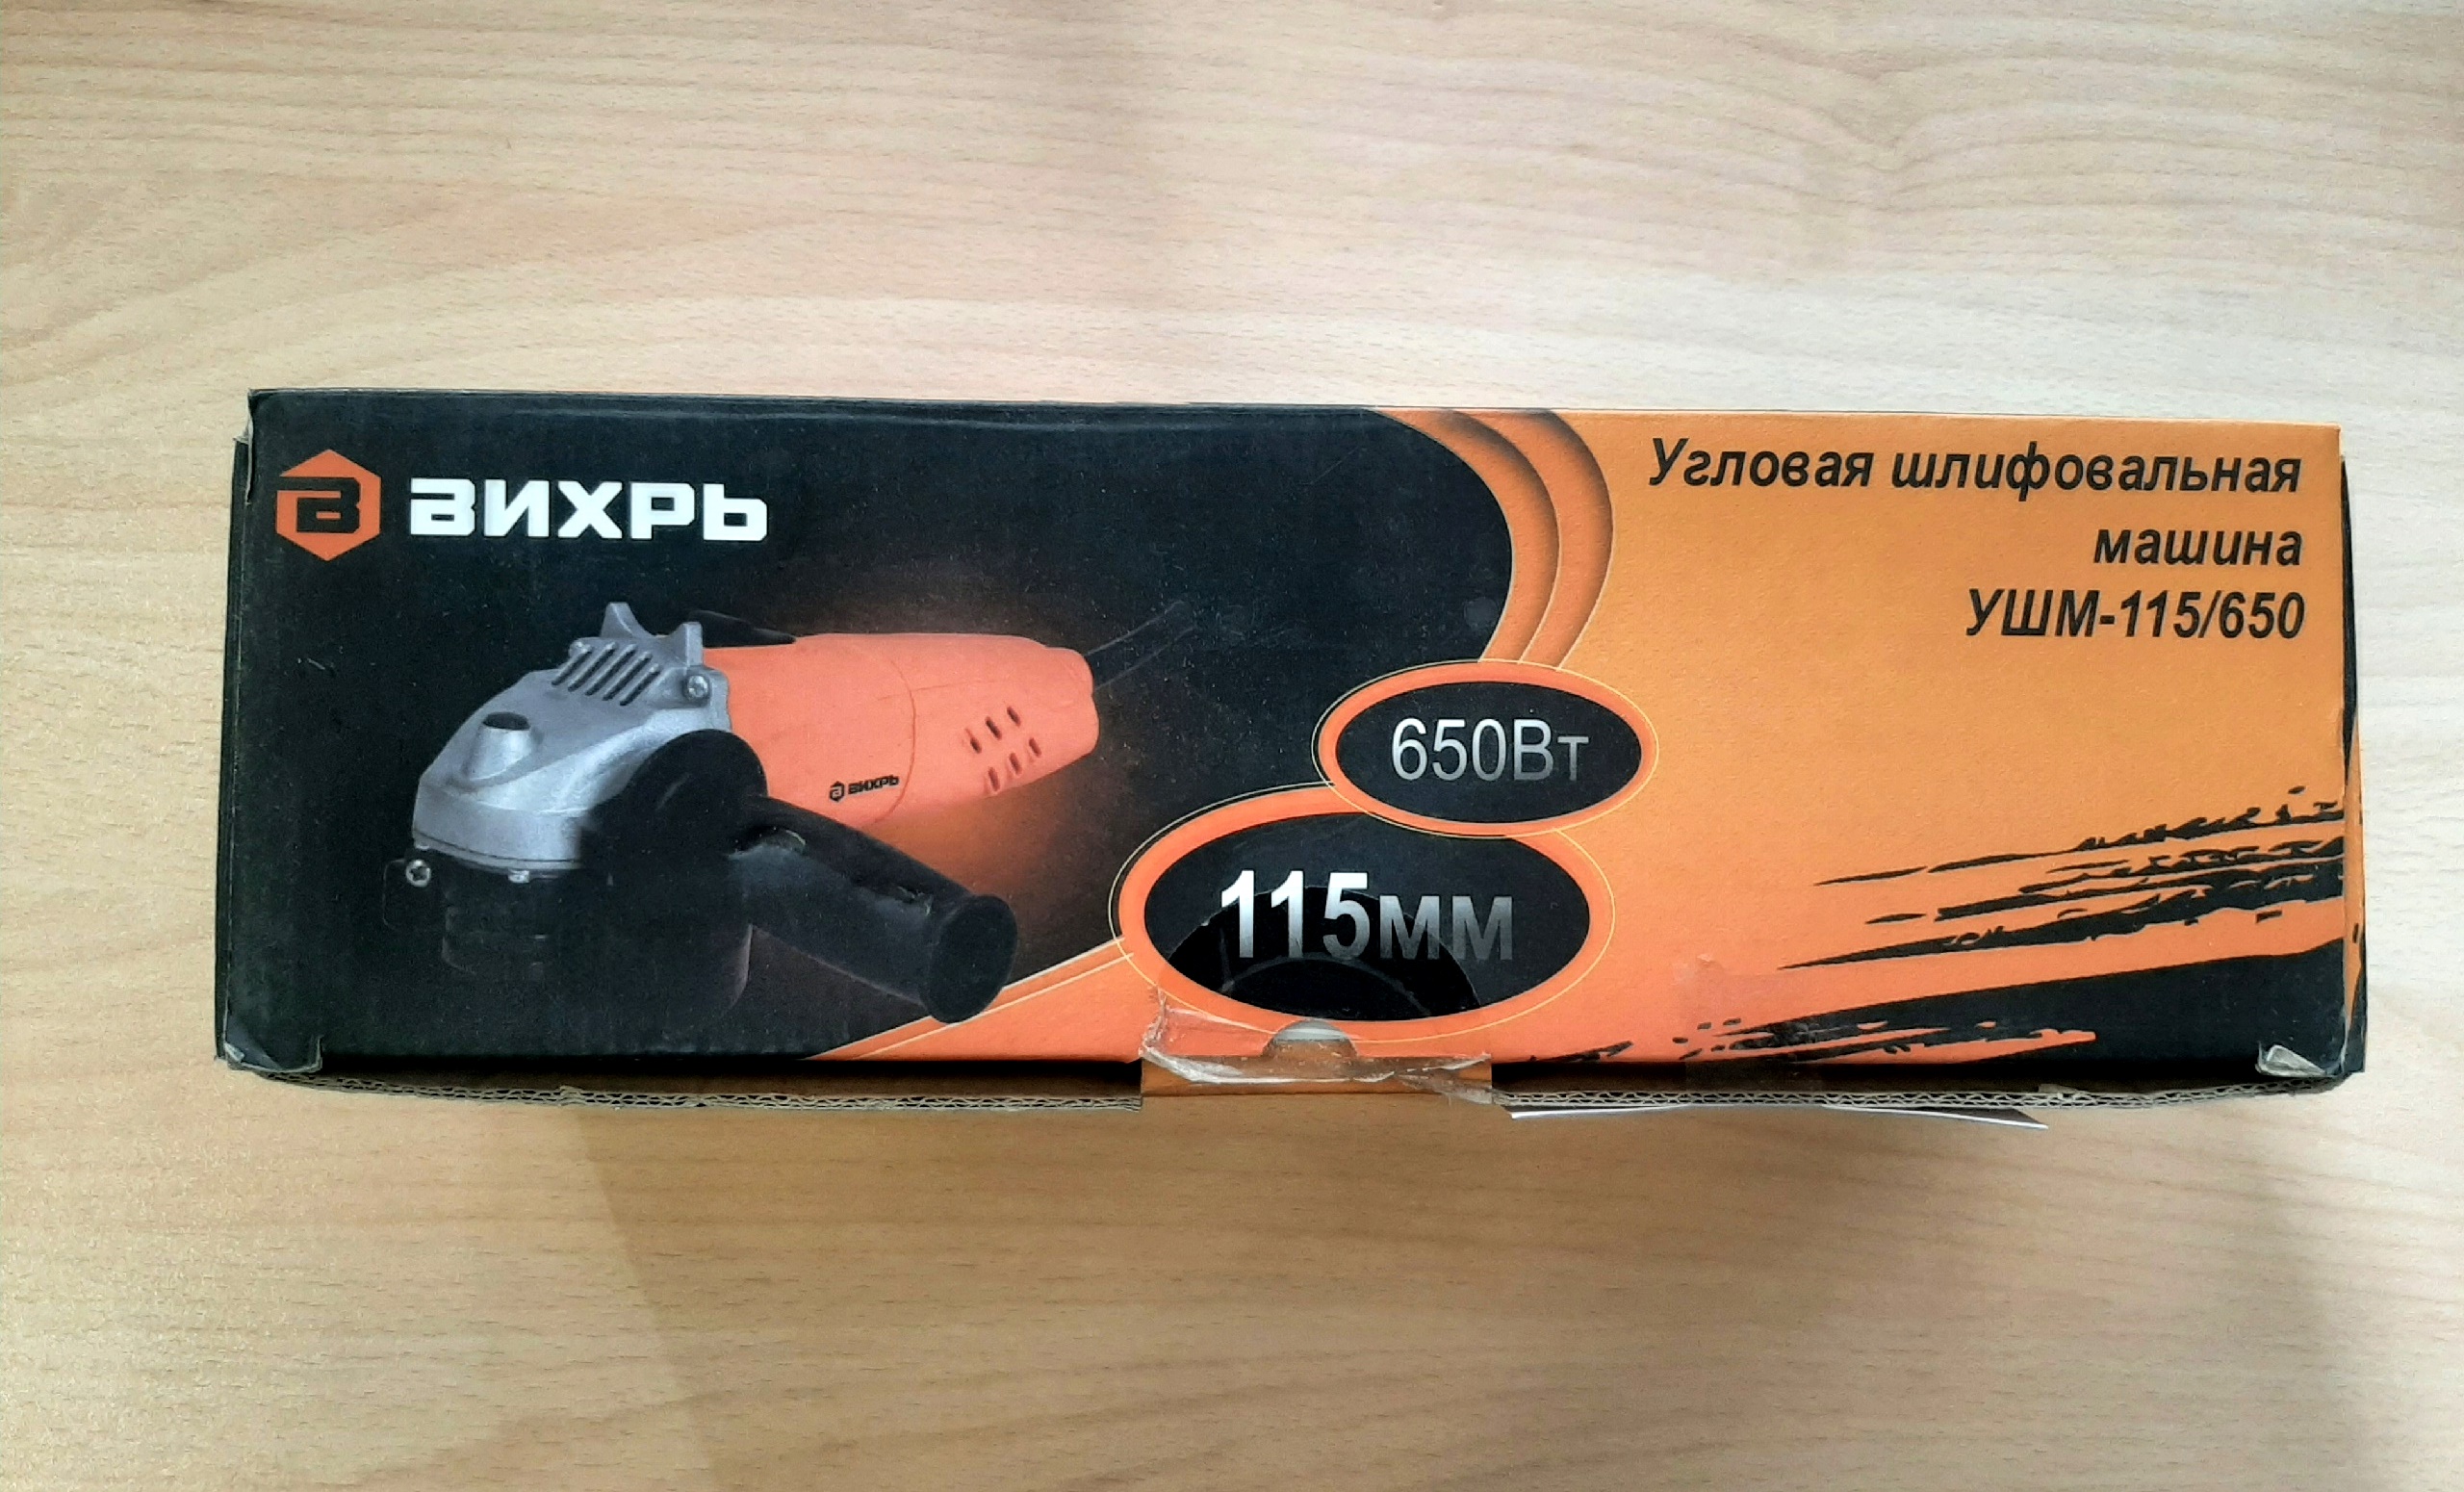 ВИХРЬ
Угловая шлифовальная
машина
УШМ-115/650
650Вт
115мм
ВИХРЬ